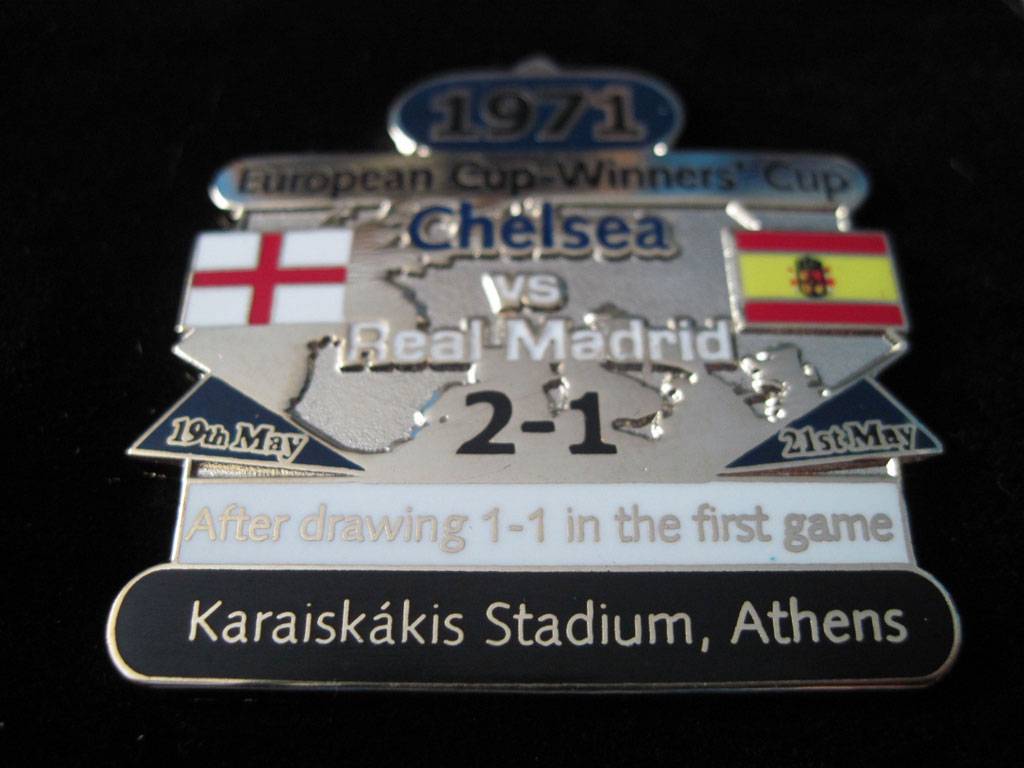 1971
European Cup-Winners' Cup
Chelsea
vs
Real Madrid
2-1
19th May
21st May
After drawing 1-1 in the first game
Karaiskákis Stadium, Athens